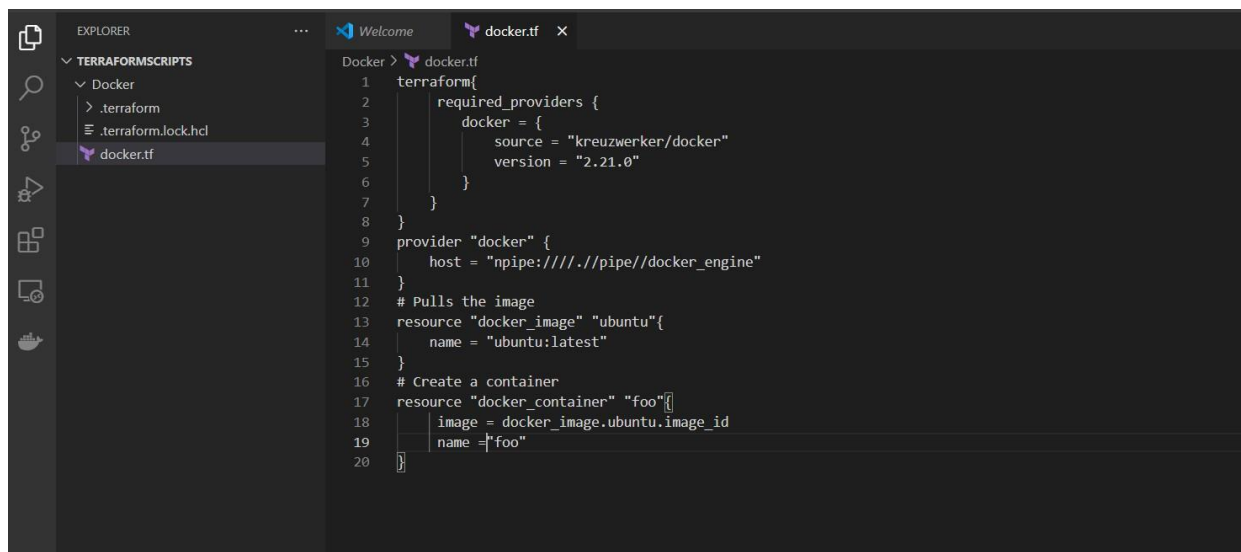 EXPLORER ...
TERRAFORMSCRIPTS
Docker
.terraform
.terraform.lock.hcl
docker.tf
Welcome docker.tf
Docker > docker.tf
1 terraform{
2 required_providers {
3 docker = {
4 source = "kreuzwerker/docker"
5 version = "2.21.0"
6 }
7 }
8 }
9 provider "docker" {
10 host = "npipe:////.//pipe//docker_engine"
11 }
12 # Pulls the image
13 resource "docker_image" "ubuntu"{
14 name = "ubuntu:latest"
15 }
16 # Create a container
17 resource "docker_container" "foo"{
18 image = docker_image.ubuntu.image_id
19 name ="foo"
20 }